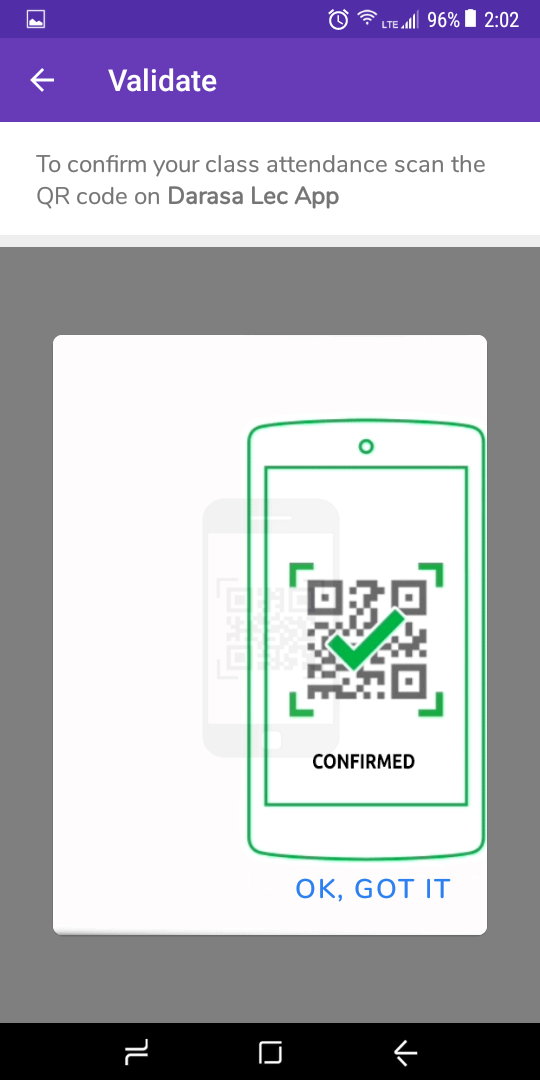 LTE 96% 2:02
Validate
To confirm your class attendance scan the
QR code on Darasa Lec App
CONFIRMED
OK, GOT IT